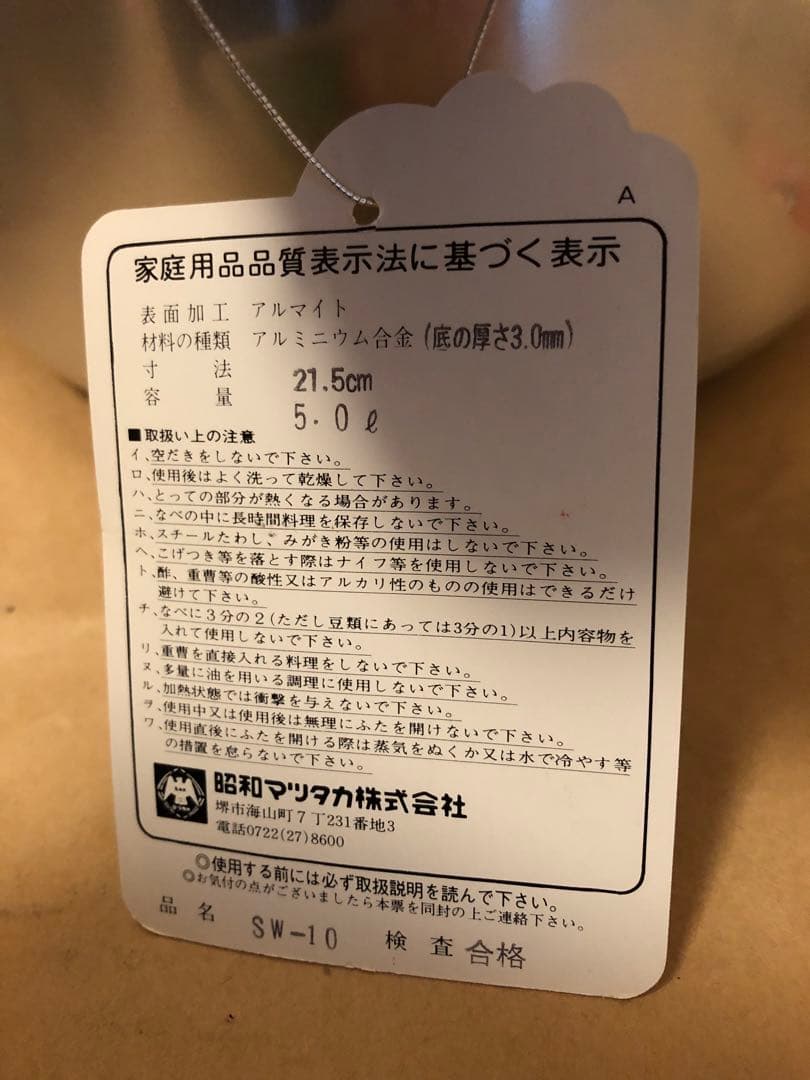 A
家庭用品品質表示法に基づく表示
表面加工 アルマイト
材料の種類 アルミニウム合金(底の厚さ3.0mm)
寸法 21.5cm
容量 5.0ℓ
■取扱い上の注意
イ、空だきをしないで下さい。
ロ、使用後はよく洗って乾燥して下さい。
ハ、とっての部分が熱くなる場合があります。
ニ、なべの中に長時間料理を保存しないで下さい。
ホ、スチールたわし、みがき粉等の使用はしないで下さい。
ヘ、こげつき等を落とす際はナイフ等を使用しないで下さい。
ト、酢、重曹等の酸性又はアルカリ性のものの使用はできるだけ
避けて下さい。
チ、なべに3分の2(ただし豆類にあっては3分の1)以上内容物を
入れて使用しないで下さい。
リ、重曹を直接入れる料理をしないで下さい。
ヌ、多量に油を用いる調理に使用しないで下さい。
ル、加熱状態では衝撃を与えないで下さい。
ヲ、使用中又は使用後は無理にふたを開けないで下さい。
ワ、使用直後にふたを開ける際は蒸気をぬくか又は水で冷やす等
の措置を怠らないで下さい。
昭和マツタカ株式会社
堺市海山町7丁231番地3
電話0722(27)8600
◎使用する前には必ず取扱説明を読んで下さい。
◎お気付の点がございましたら本票を同封の上ご連絡下さい。
品名 SW-10 検査 合格